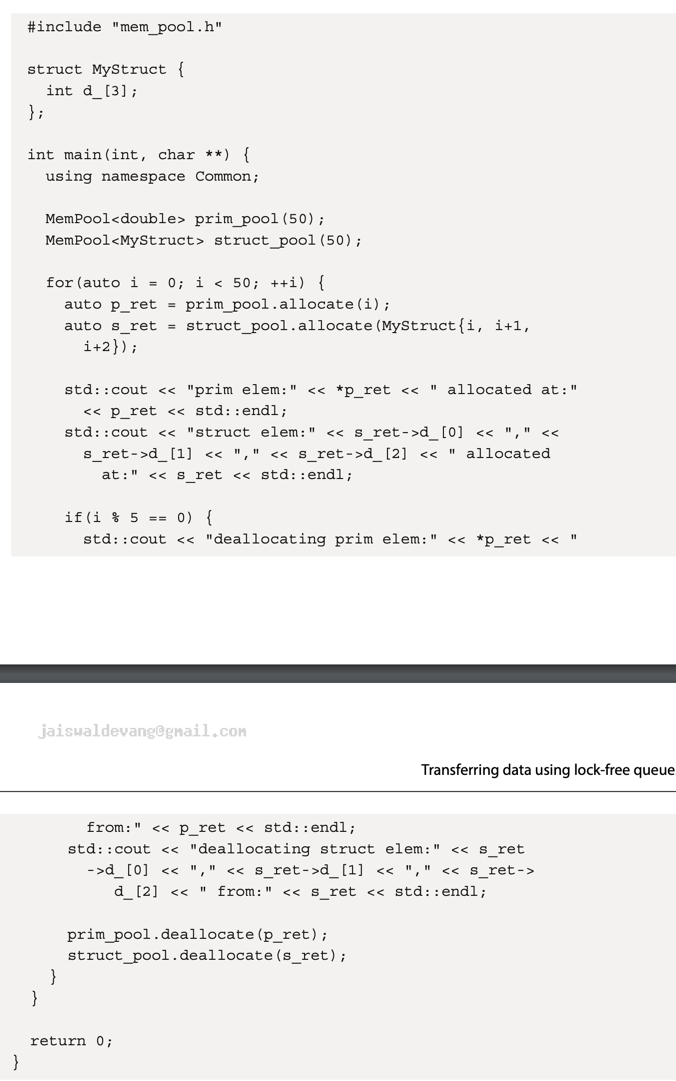 #include "mem_pool.h"

struct MyStruct {
  int d_[3];
};

int main(int, char **) {
  using namespace Common;

  MemPool<double> prim_pool(50);
  MemPool<MyStruct> struct_pool(50);

  for(auto i = 0; i < 50; ++i) {
    auto p_ret = prim_pool.allocate(i);
    auto s_ret = struct_pool.allocate(MyStruct{i, i+1,
      i+2});

    std::cout << "prim elem:" << *p_ret << " allocated at:"
      << p_ret << std::endl;
    std::cout << "struct elem:" << s_ret->d_[0] << "," <<
      s_ret->d_[1] << "," << s_ret->d_[2] << " allocated
        at:" << s_ret << std::endl;

    if(i % 5 == 0) {
      std::cout << "deallocating prim elem:" << *p_ret << "
jaiswaldevang@gmail.com
Transferring data using lock-free queue
        from:" << p_ret << std::endl;
      std::cout << "deallocating struct elem:" << s_ret
        ->d_[0] << "," << s_ret->d_[1] << "," << s_ret->
           d_[2] << " from:" << s_ret << std::endl;

      prim_pool.deallocate(p_ret);
      struct_pool.deallocate(s_ret);
    }
  }

  return 0;
}